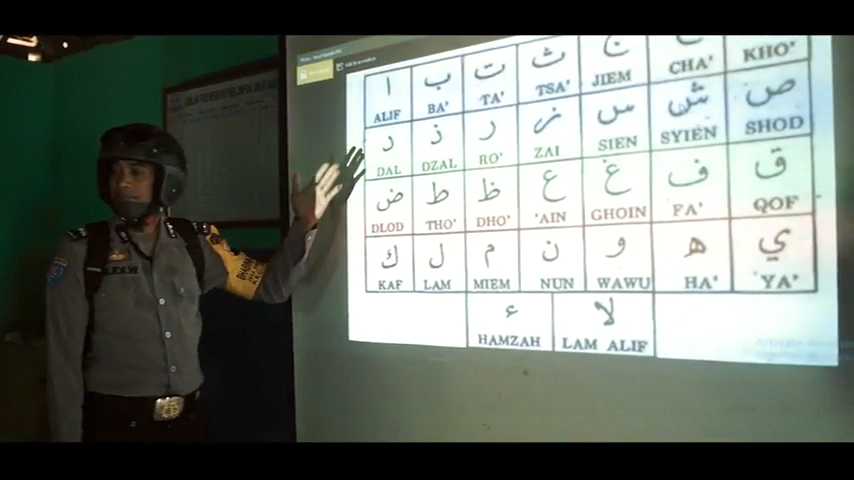 ا ب ت ث ج ح خ
ALIF BA' TA' TSA' JIEM CHA' KHO'
د ذ ر ز س ش ص
DAL DZAL RO' ZAI SIEN SYIEN SHOD
ض ط ظ ع غ ف ق
DLOD THO' DHO' 'AIN GHOIN FA' QOF
ك ل م ن و ه ي
KAF LAM MIEM NUN WAWU HA' YA'
ء لا
HAMZAH LAM ALIF